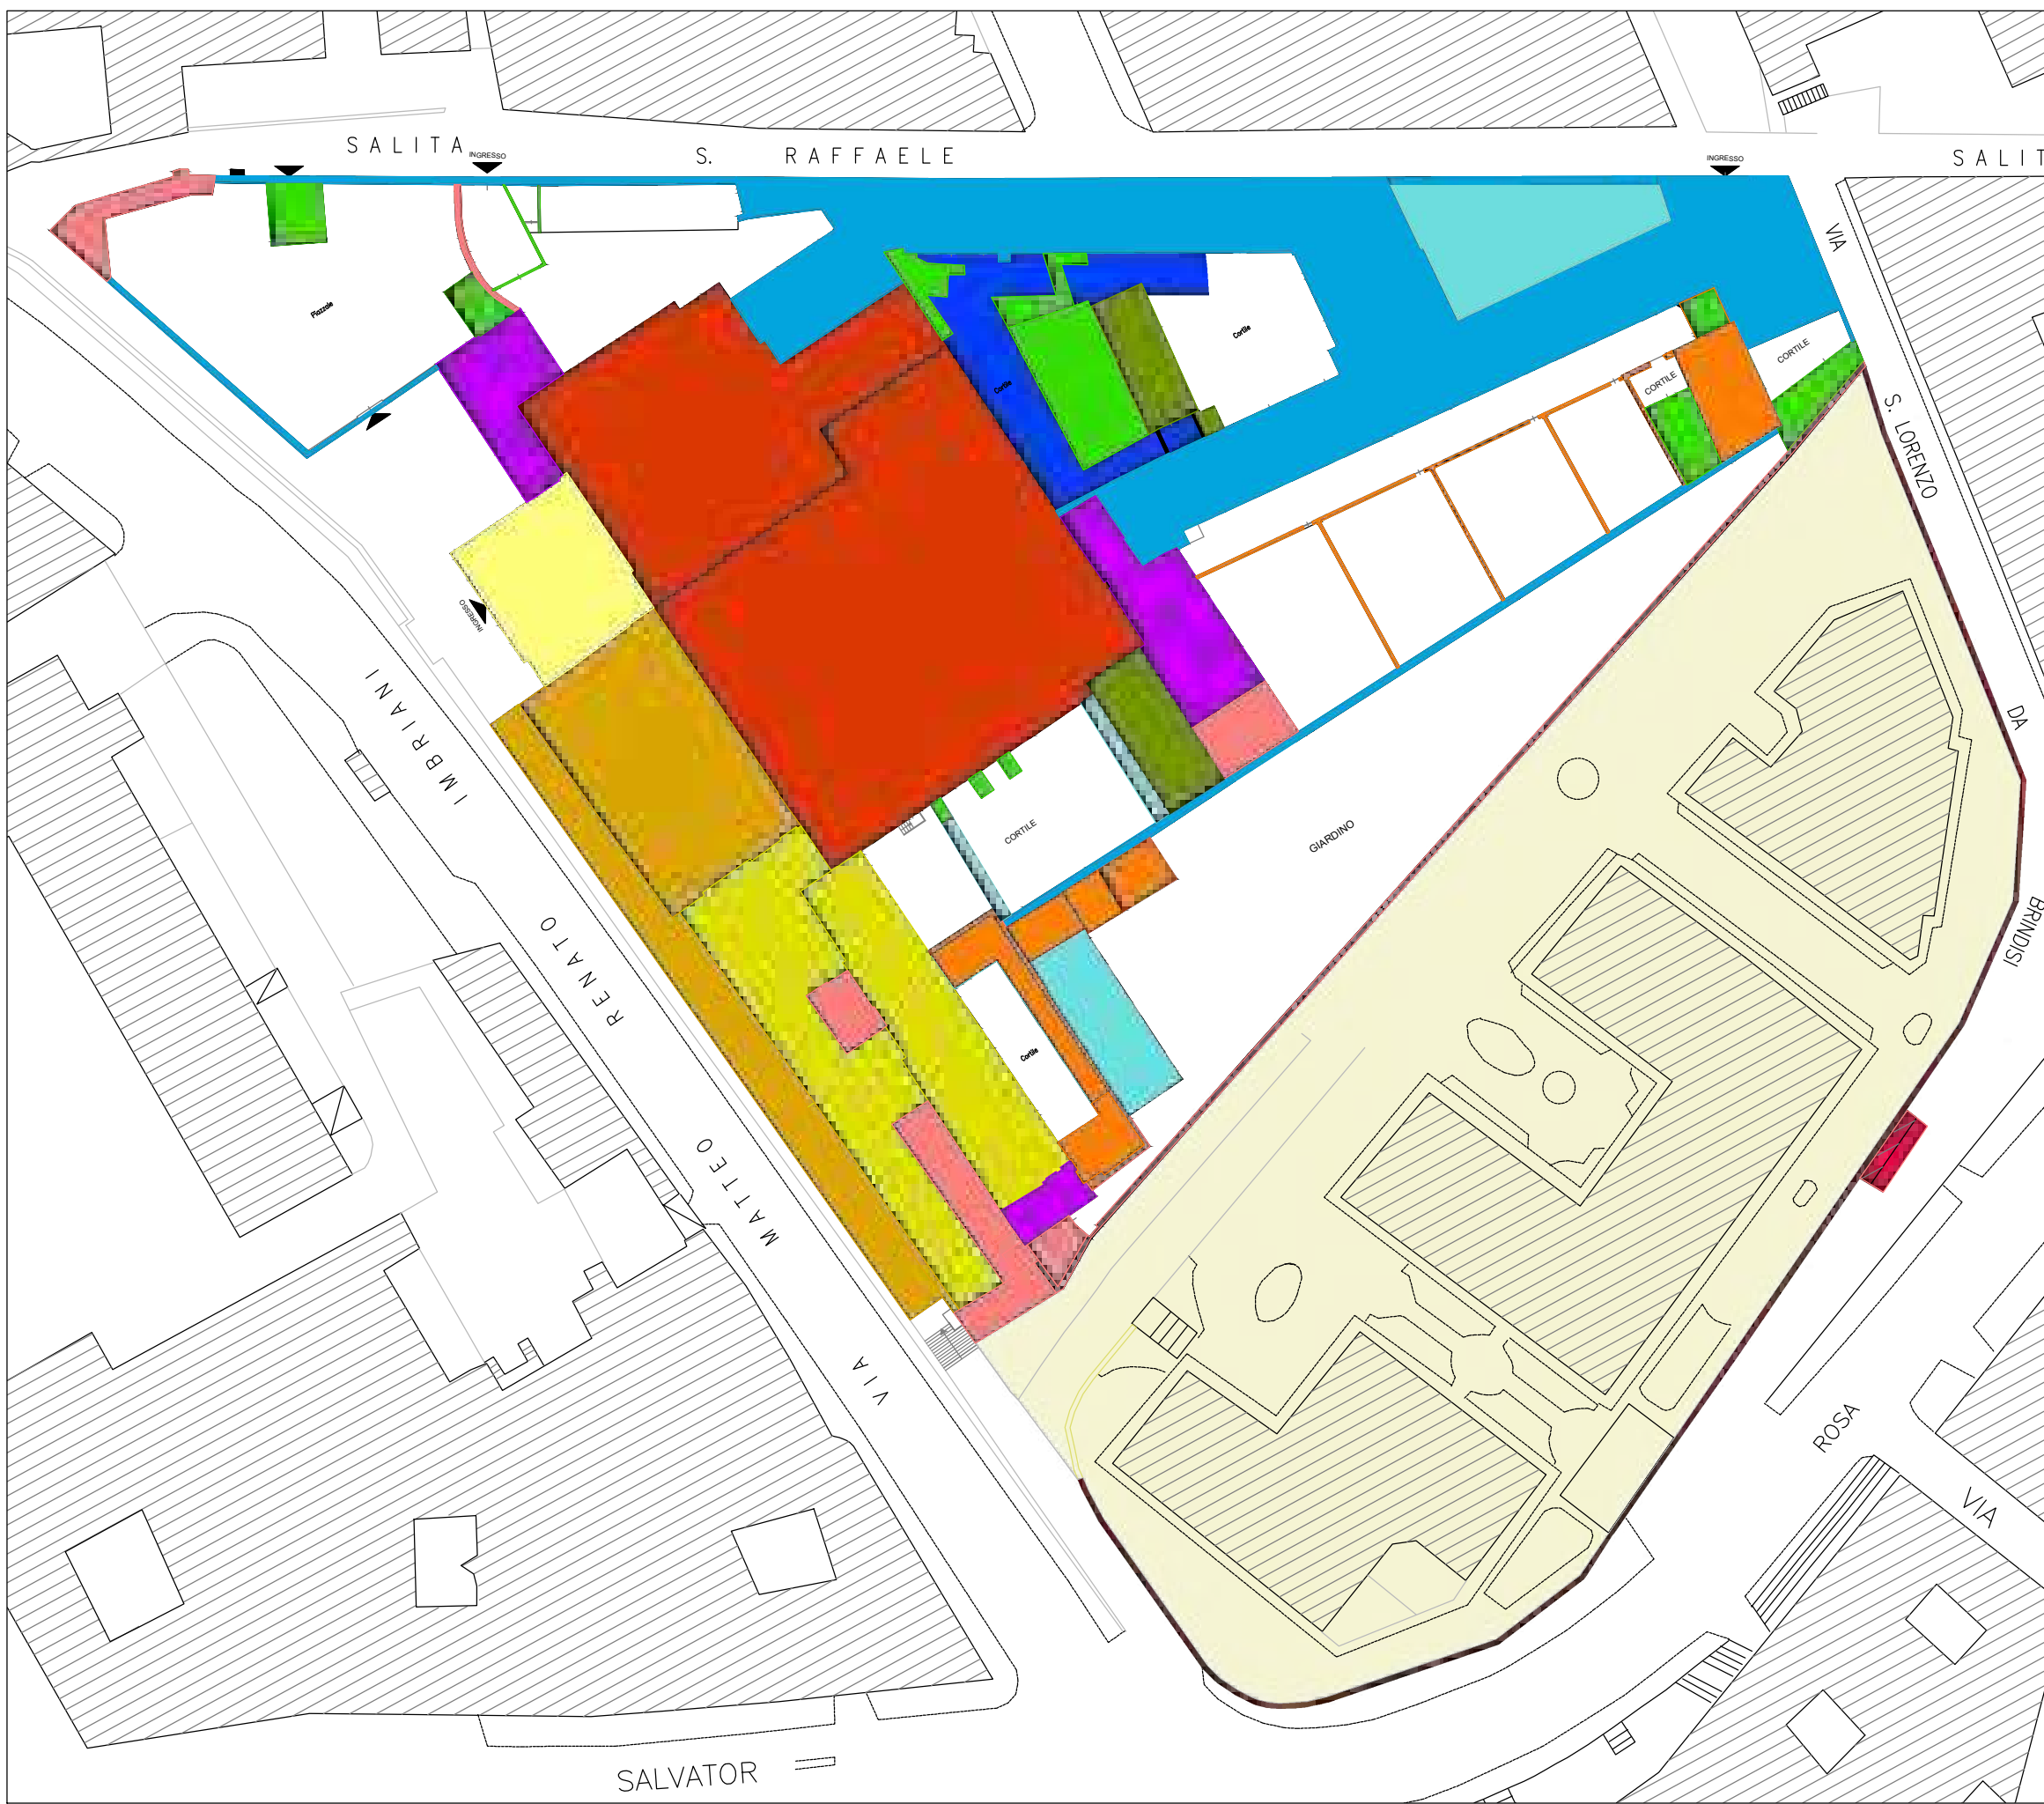 SALITA
INGRESSO
S. RAFFAELE
INGRESSO
SALIT
VIA
S. LORENZO
DA
BRINDISI
Piazzale
Cortile
Cortile
CORTILE
CORTILE
INGRESSO
CORTILE
GIARDINO
Cortile
VIA
MATTEO
RENATO
IMBRIANI
SALVATOR
ROSA
VIA